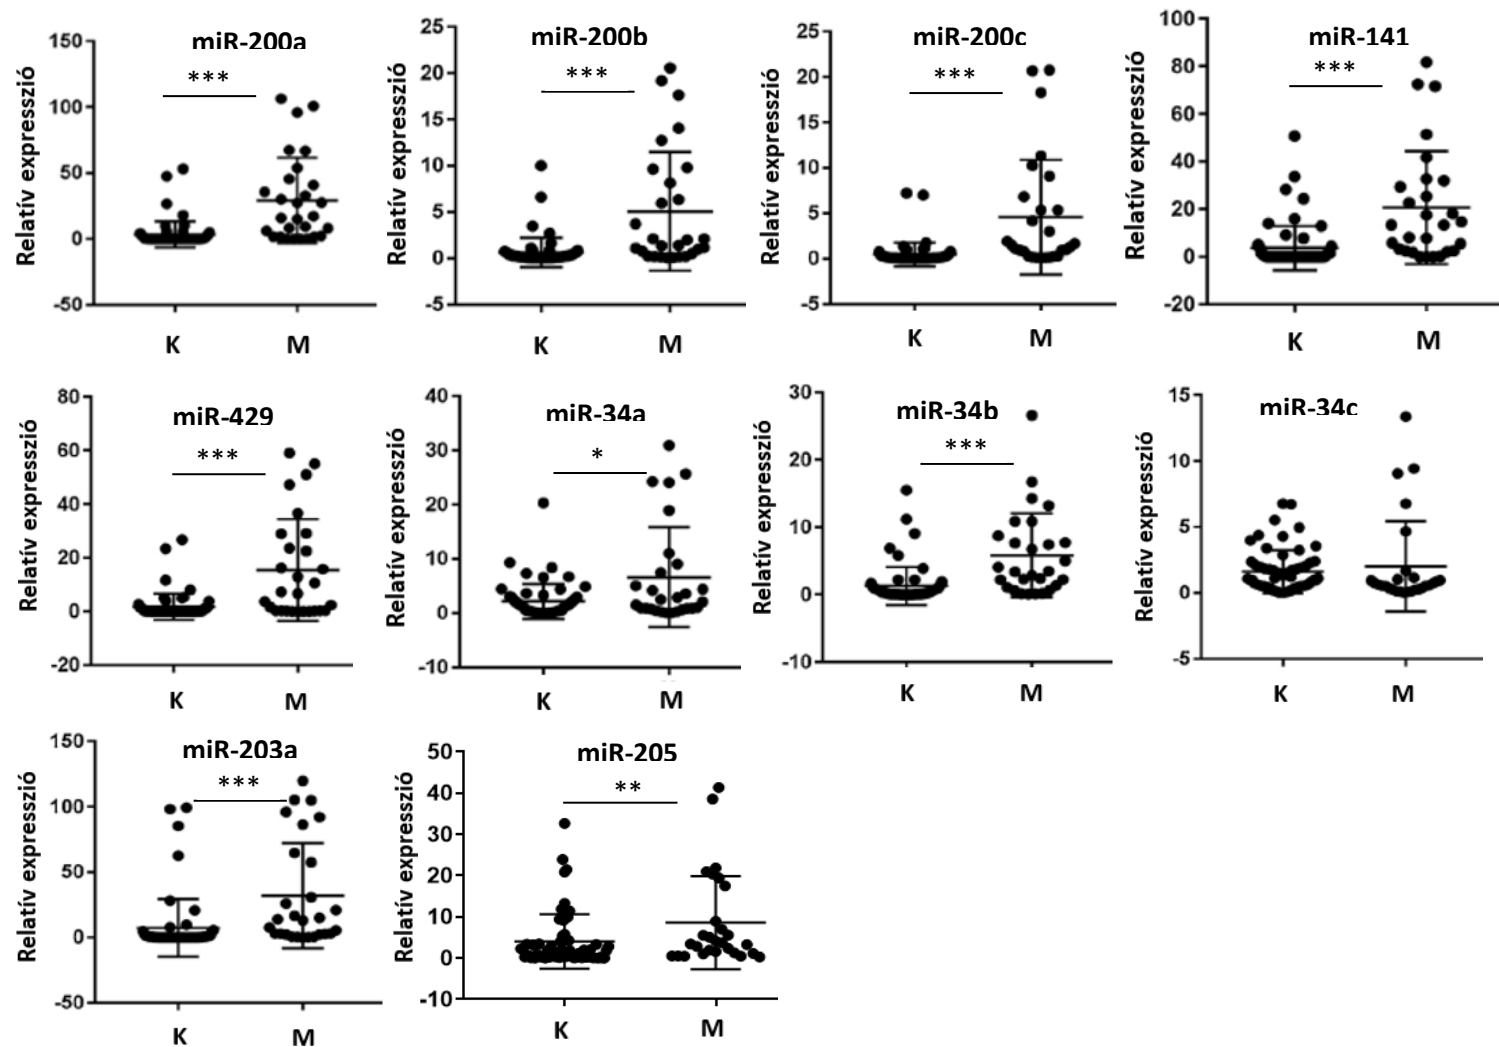 miR-200a
***
Relatív expresszió
150
100
50
0
-50
K M
miR-200b
***
Relatív expresszió
25
20
15
10
5
0
-5
K M
miR-200c
***
Relatív expresszió
25
20
15
10
5
0
-5
K M
miR-141
***
Relatív expresszió
100
80
60
40
20
0
-20
K M
miR-429
***
Relatív expresszió
80
60
40
20
0
-20
K M
miR-34a
*
Relatív expresszió
40
30
20
10
0
-10
K M
miR-34b
***
Relatív expresszió
30
20
10
0
-10
K M
miR-34c
Relatív expresszió
15
10
5
0
-5
K M
miR-203a
***
Relatív expresszió
150
100
50
0
-50
K M
miR-205
**
Relatív expresszió
50
40
30
20
10
0
-10
K M